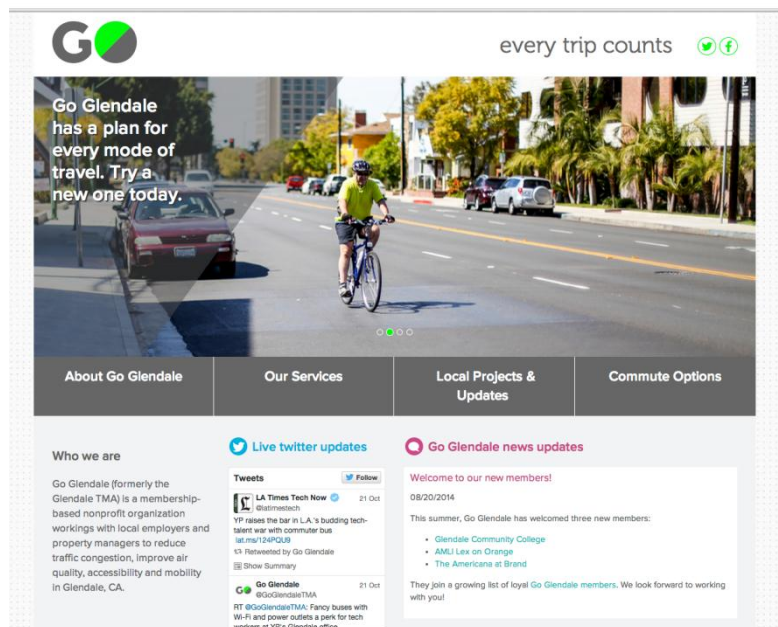 GO
every trip counts
Go Glendale
has a plan for
every mode of
travel. Try a
new one today.
About Go Glendale
Our Services
Local Projects &
Updates
Commute Options
Who we are
Go Glendale (formerly the
Glendale TMA) is a membership-
based nonprofit organization
workings with local employers and
property managers to reduce
traffic congestion, improve air
quality, accessibility and mobility
in Glendale, CA.
Live twitter updates
Tweets
Follow
LA Times Tech Now
21 Oct
@latimestech
YP raises the bar in L.A.'s budding tech-
talent war with commuter bus
lat.ms/124PQU9
Retweeted by Go Glendale
Show Summary
GO
Go Glendale
21 Oct
@GoGlendaleTMA
RT @GoGlendaleTMA: Fancy buses with
Wi-Fi and power outlets a perk for tech
workers at YP's Glendale office
Go Glendale news updates
Welcome to our new members!
08/20/2014
This summer, Go Glendale has welcomed three new members:
Glendale Community College
AMLI Lex on Orange
The Americana at Brand
They join a growing list of loyal Go Glendale members. We look forward to working
with you!